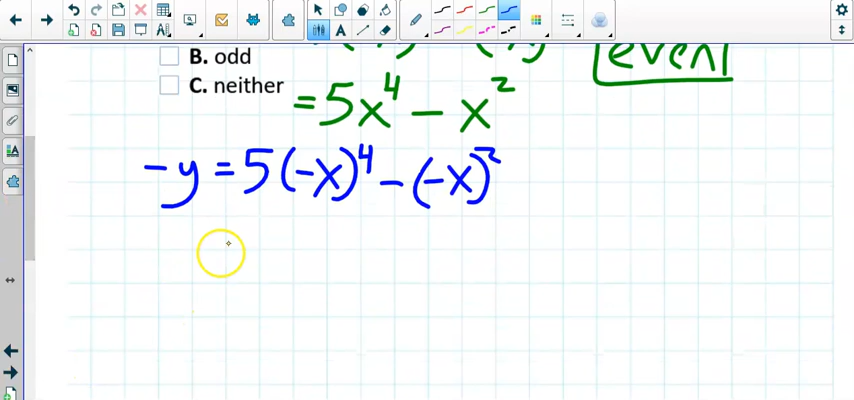 B. odd
even
C. neither
= 5x⁴ − x²
-y = 5(-x)⁴ - (-x)²